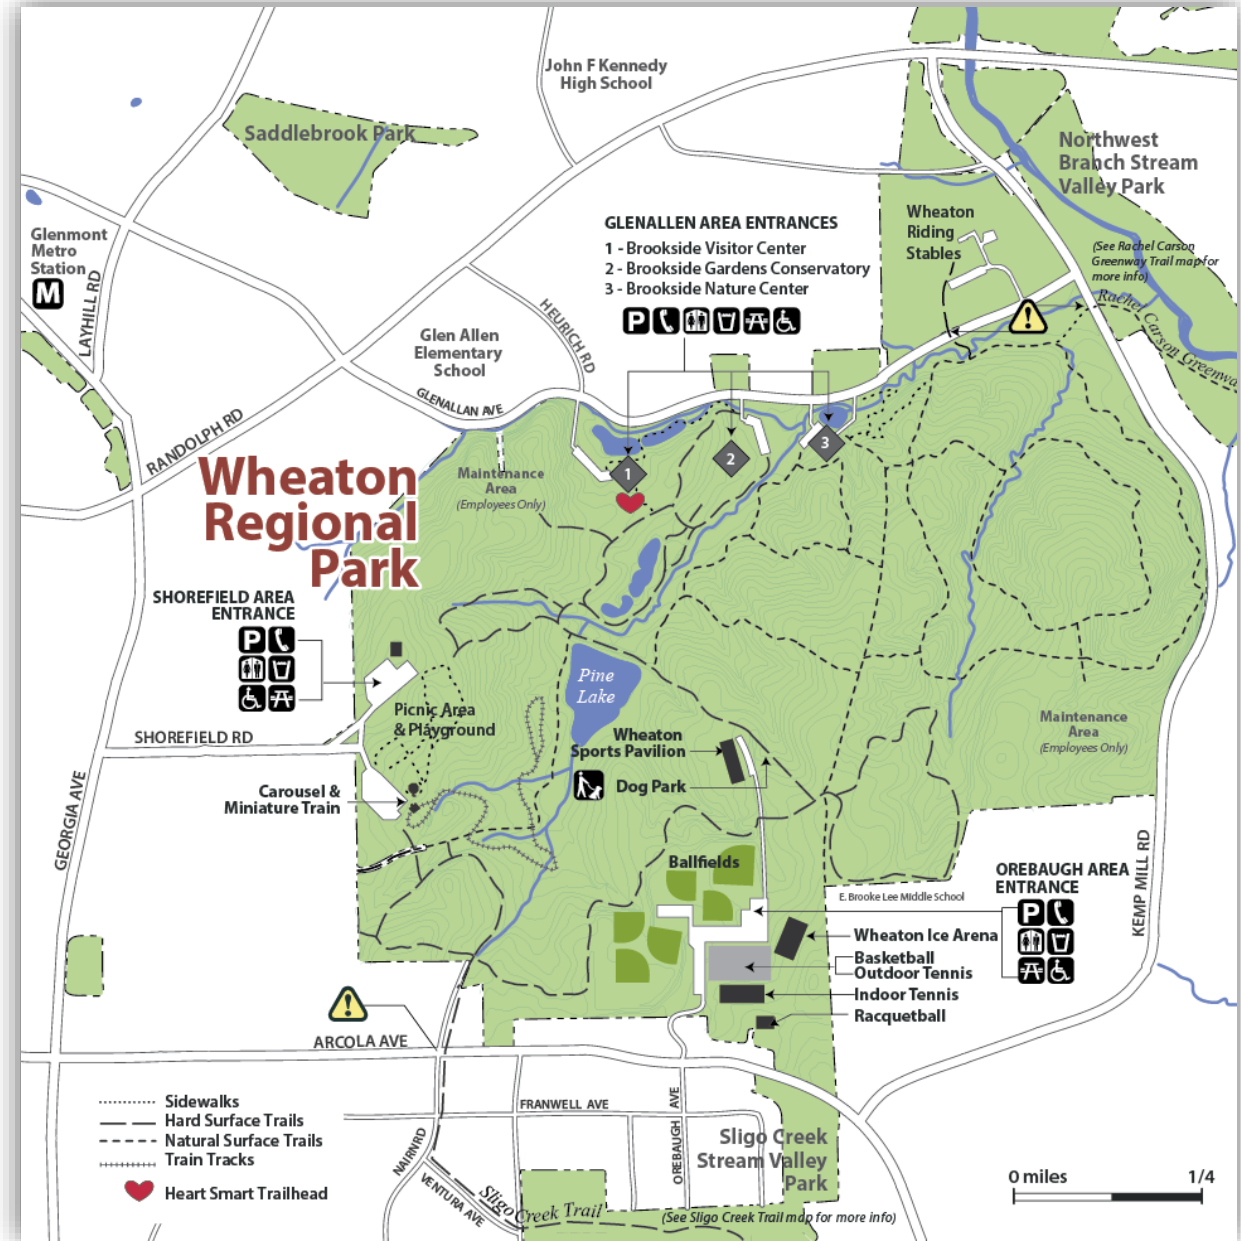 John F Kennedy
High School
Saddlebrook Park
Northwest
Branch Stream
Valley Park
Glenmont
Metro
Station
M
LAYHILL RD
GLENALLEN AREA ENTRANCES
1 - Brookside Visitor Center
2 - Brookside Gardens Conservatory
3 - Brookside Nature Center
P
Wheaton
Riding
Stables
(See Rachel Carson
Greenway Trail map for
more info)
Rachel Carson Greenwa
!
HEURICH RD
Glen Allen
Elementary
School
GLENALLAN AVE
RANDOLPH RD
1
2
3
Maintenance
Area
(Employees Only)
Wheaton
Regional
Park
SHOREFIELD AREA
ENTRANCE
P
Pine
Lake
Picnic Area
& Playground
SHOREFIELD RD
Wheaton
Sports Pavilion
Dog Park
Maintenance
Area
(Employees Only)
Carousel &
Miniature Train
GEORGIA AVE
KEMP MILL RD
Ballfields
OREBAUGH AREA
ENTRANCE
P
E. Brooke Lee Middle School
Wheaton Ice Arena
Basketball
Outdoor Tennis
Indoor Tennis
Racquetball
!
ARCOLA AVE
Sidewalks
Hard Surface Trails
Natural Surface Trails
Train Tracks
Heart Smart Trailhead
FRANWELL AVE
OREBAUGH AVE
NAIRN RD
VENTURA AVE
Sligo Creek
Stream Valley
Park
Sligo Creek Trail
(See Sligo Creek Trail map for more info)
0 miles 1/4